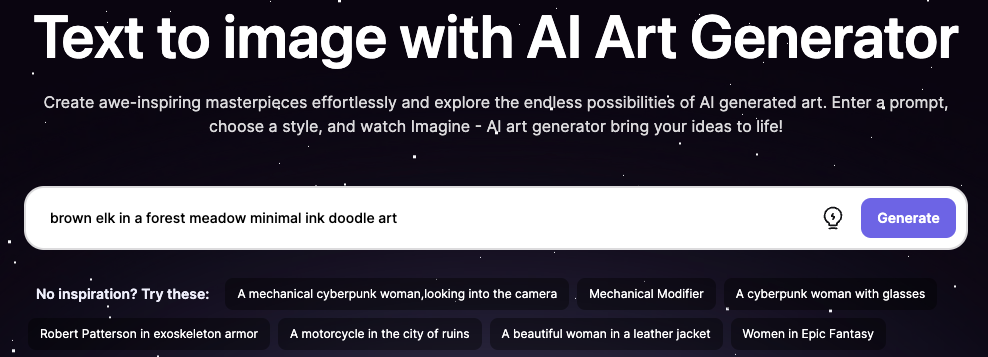 Text to image with AI Art Generator
Create awe-inspiring masterpieces effortlessly and explore the endless possibilities of AI generated art. Enter a prompt,
choose a style, and watch Imagine - AI art generator bring your ideas to life!
brown elk in a forest meadow minimal ink doodle art
Generate
No inspiration? Try these:
A mechanical cyberpunk woman,looking into the camera
Mechanical Modifier
A cyberpunk woman with glasses
Robert Patterson in exoskeleton armor
A motorcycle in the city of ruins
A beautiful woman in a leather jacket
Women in Epic Fantasy